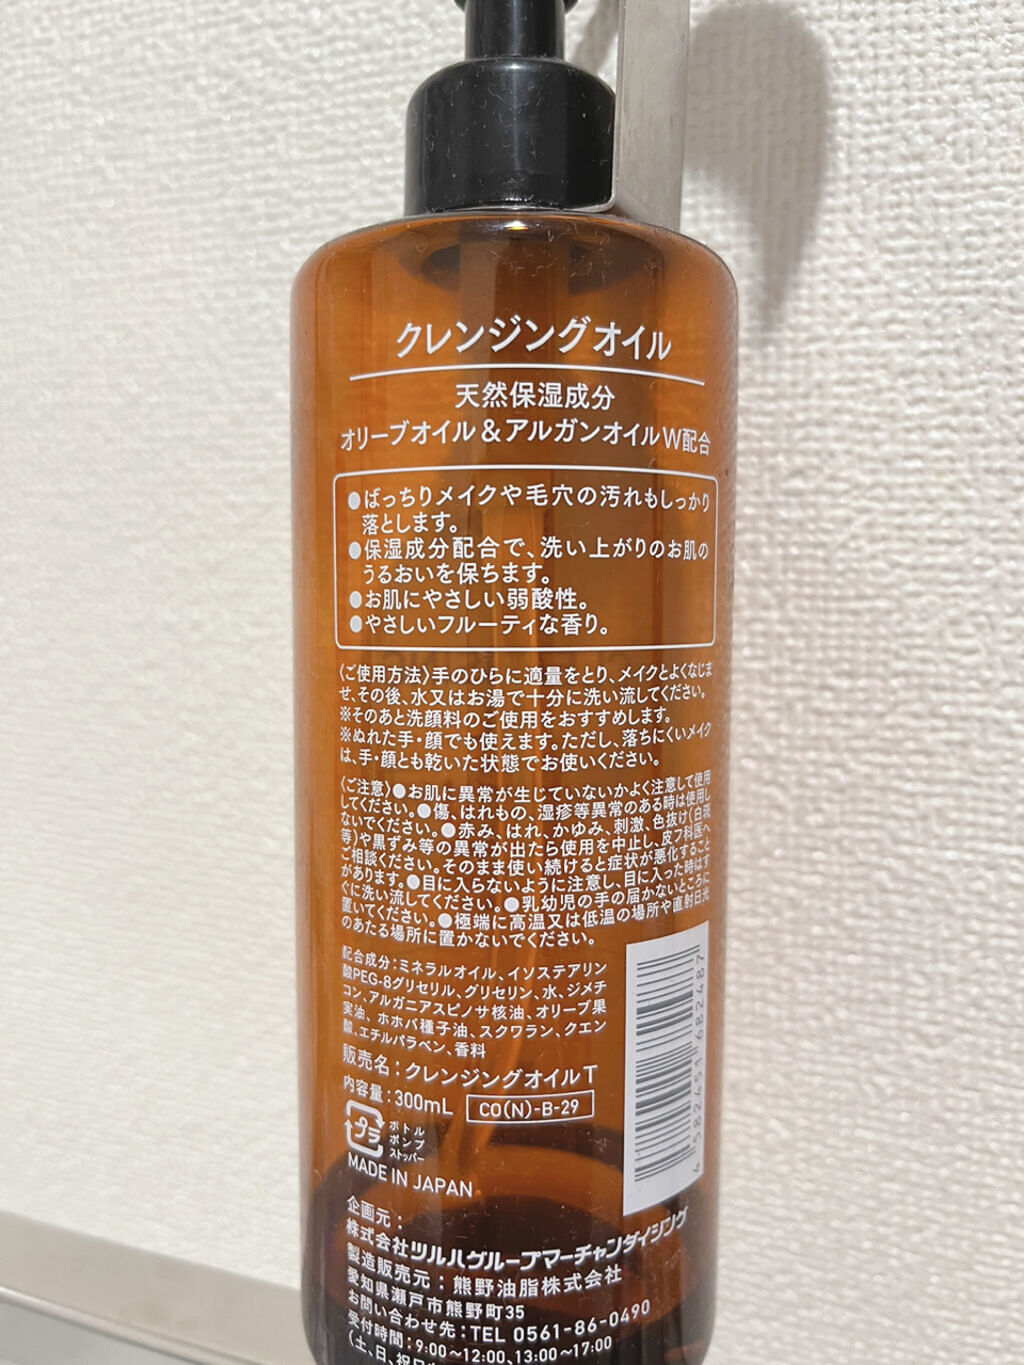 クレンジングオイル
天然保湿成分
オリーブオイル&アルガンオイルW配合
●ばっちりメイクや毛穴の汚れもしっかり
落とします。
●保湿成分配合で、洗い上がりのお肌の
うるおいを保ちます。
●お肌にやさしい弱酸性。
●やさしいフルーティな香り。
〈ご使用方法〉手のひらに適量をとり、メイクとよくなじま
せ、その後、水又はお湯で十分に洗い流してください。
※そのあと洗顔料のご使用をおすすめします。
※ぬれた手・顔でも使えます。ただし、落ちにくいメイク
は、手・顔とも乾いた状態でお使いください。
〈ご注意〉●お肌に異常が生じていないかよく注意して使用
してください。●傷、はれもの、湿疹等異常のある時は使用し
ないでください。●赤み、はれ、かゆみ、刺激、色抜け(白斑
等)や黒ずみ等の異常が出たら使用を中止し、皮フ科医へ
ご相談ください。そのまま使い続けると症状が悪化すること
があります。●目に入らないように注意し、目に入った時はす
ぐに洗い流してください。●乳幼児の手の届かないところに
置いてください。●極端に高温又は低温の場所や直射日光
のあたる場所に置かないでください。
配合成分:ミネラルオイル、イソステアリン
酸PEG-8グリセリル、グリセリン、水、ジメチ
コン、アルガニアスピノサ核油、オリーブ果
実油、ホホバ種子油、スクワラン、クエン
酸、エチルパラベン、香料
販売名:クレンジングオイルT
内容量:300mL CO(N)-B-29
プラ
ボトル
ポンプ
ストッパー
MADE IN JAPAN
4 582451 682487
企画元:
株式会社ツルハグループマーチャンダイジング
製造販売元:熊野油脂株式会社
愛知県瀬戸市熊野町35
お問い合わせ先:TEL 0561-86-0490
受付時間:9:00~12:00、13:00~17:00
(土、日、祝日